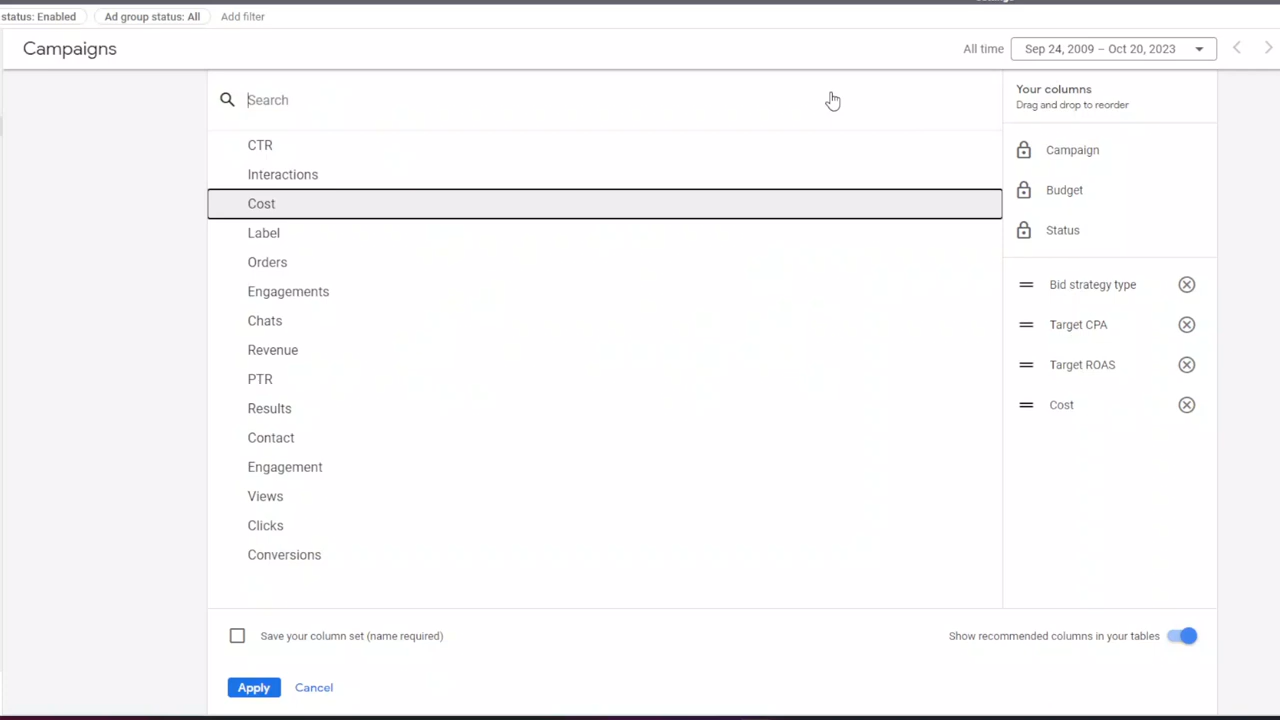 status: Enabled
Ad group status: All
Add filter
Campaigns
All time
Sep 24, 2009 – Oct 20, 2023
Search
CTR
Interactions
Cost
Label
Orders
Engagements
Chats
Revenue
PTR
Results
Contact
Engagement
Views
Clicks
Conversions
Your columns
Drag and drop to reorder
Campaign
Budget
Status
Bid strategy type
Target CPA
Target ROAS
Cost
Save your column set (name required)
Show recommended columns in your tables
Apply
Cancel